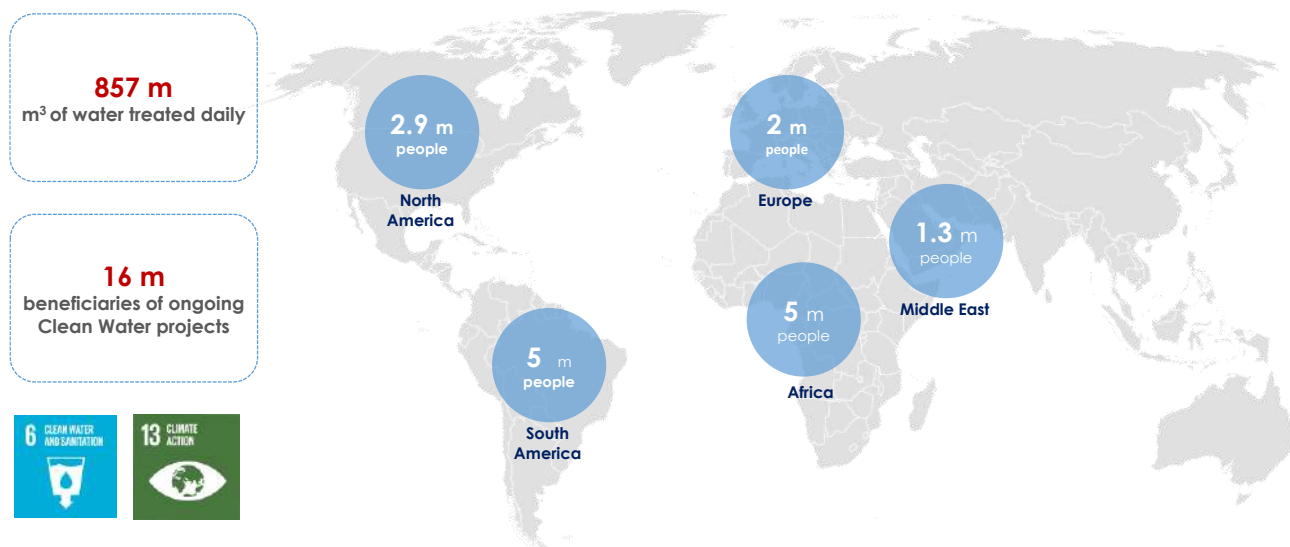 857 m
m³ of water treated daily
16 m
beneficiaries of ongoing
Clean Water projects
6 CLEAN WATER
AND SANITATION
13 CLIMATE
ACTION
2.9 m
people
North
America
2 m
people
Europe
1.3 m
people
Middle East
5 m
people
Africa
5 m
people
South
America